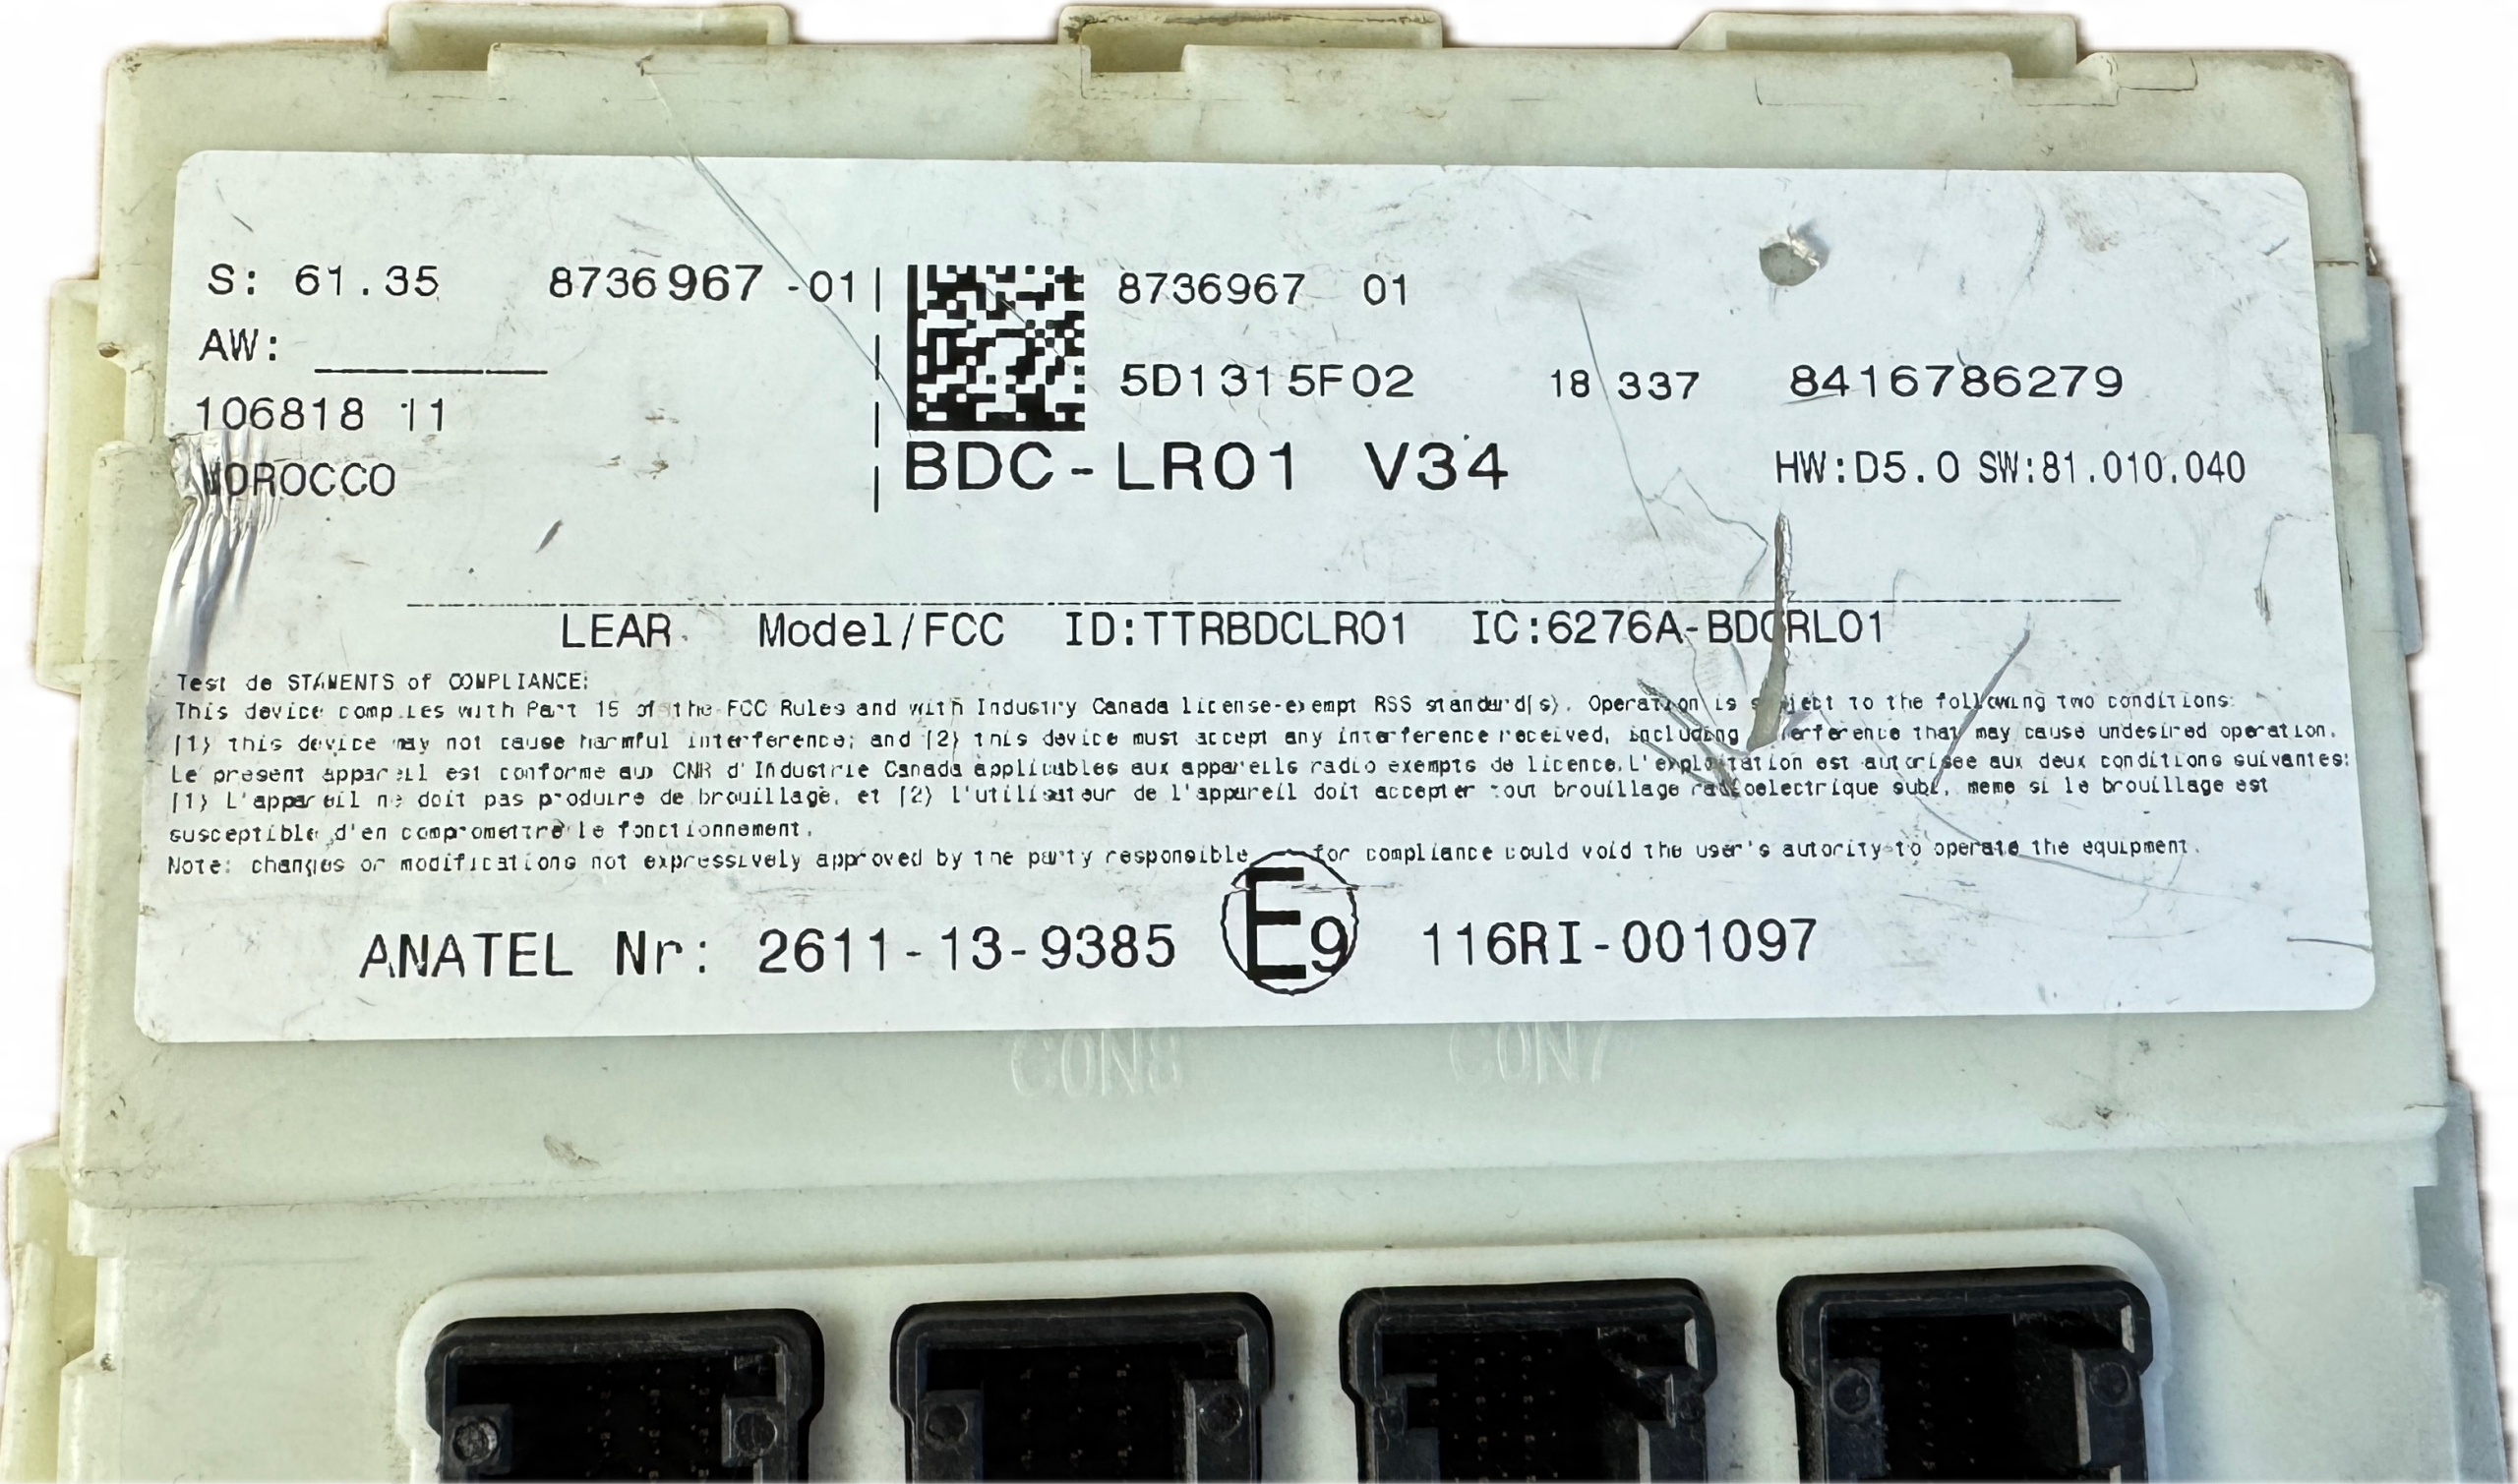 S: 61.35 8736967 -01
AW: ________
106818 11
MOROCCO
8736967 01
5D1315F02 18 337 8416786279
BDC-LR01 V34 HW:D5.0 SW:81.010.040
LEAR Model/FCC ID:TTRBDCLR01 IC:6276A-BDCRL01
Test de STAMENTS of COMPLIANCE:
This device complies with Part 15 of the FCC Rules and with Industry Canada license-exempt RSS standard(s). Operation is subject to the following two conditions:
(1) this device may not cause harmful interference; and (2) this device must accept any interference received, including interference that may cause undesired operation.
Le present appareil est conforme aux CNR d'Industrie Canada applicables aux appareils radio exempts de licence.L'exploitation est autorisee aux deux conditions suivantes:
(1) L'appareil ne doit pas produire de brouillage, et (2) l'utilisateur de l'appareil doit accepter tout brouillage radioelectrique subi, meme si le brouillage est
susceptible d'en compromettre le fonctionnement.
Note: changes or modifications not expressively approved by the party responsible for compliance could void the user's autority to operate the equipment.
ANATEL Nr: 2611-13-9385 E9 116RI-001097
CON8 CON7